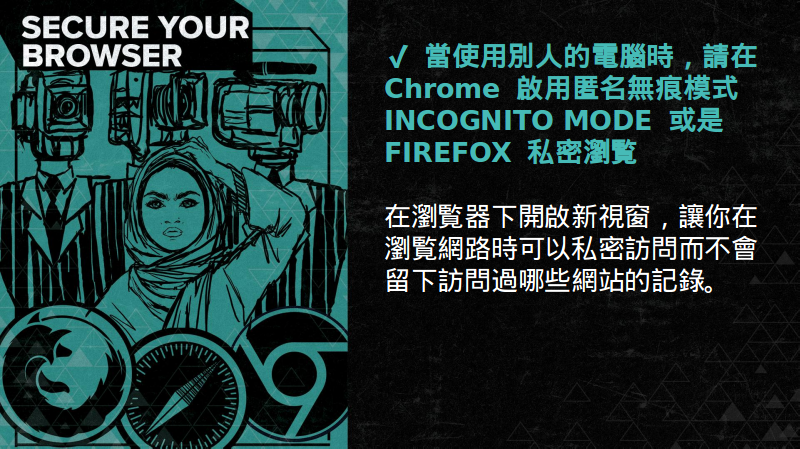 SECURE YOUR
BROWSER
✓ 當使用別人的電腦時，請在
Chrome 啟用匿名無痕模式
INCOGNITO MODE 或是
FIREFOX 私密瀏覧
在瀏覧器下開啟新視窗，讓你在
瀏覧網路時可以私密訪問而不會
留下訪問過哪些網站的記錄。